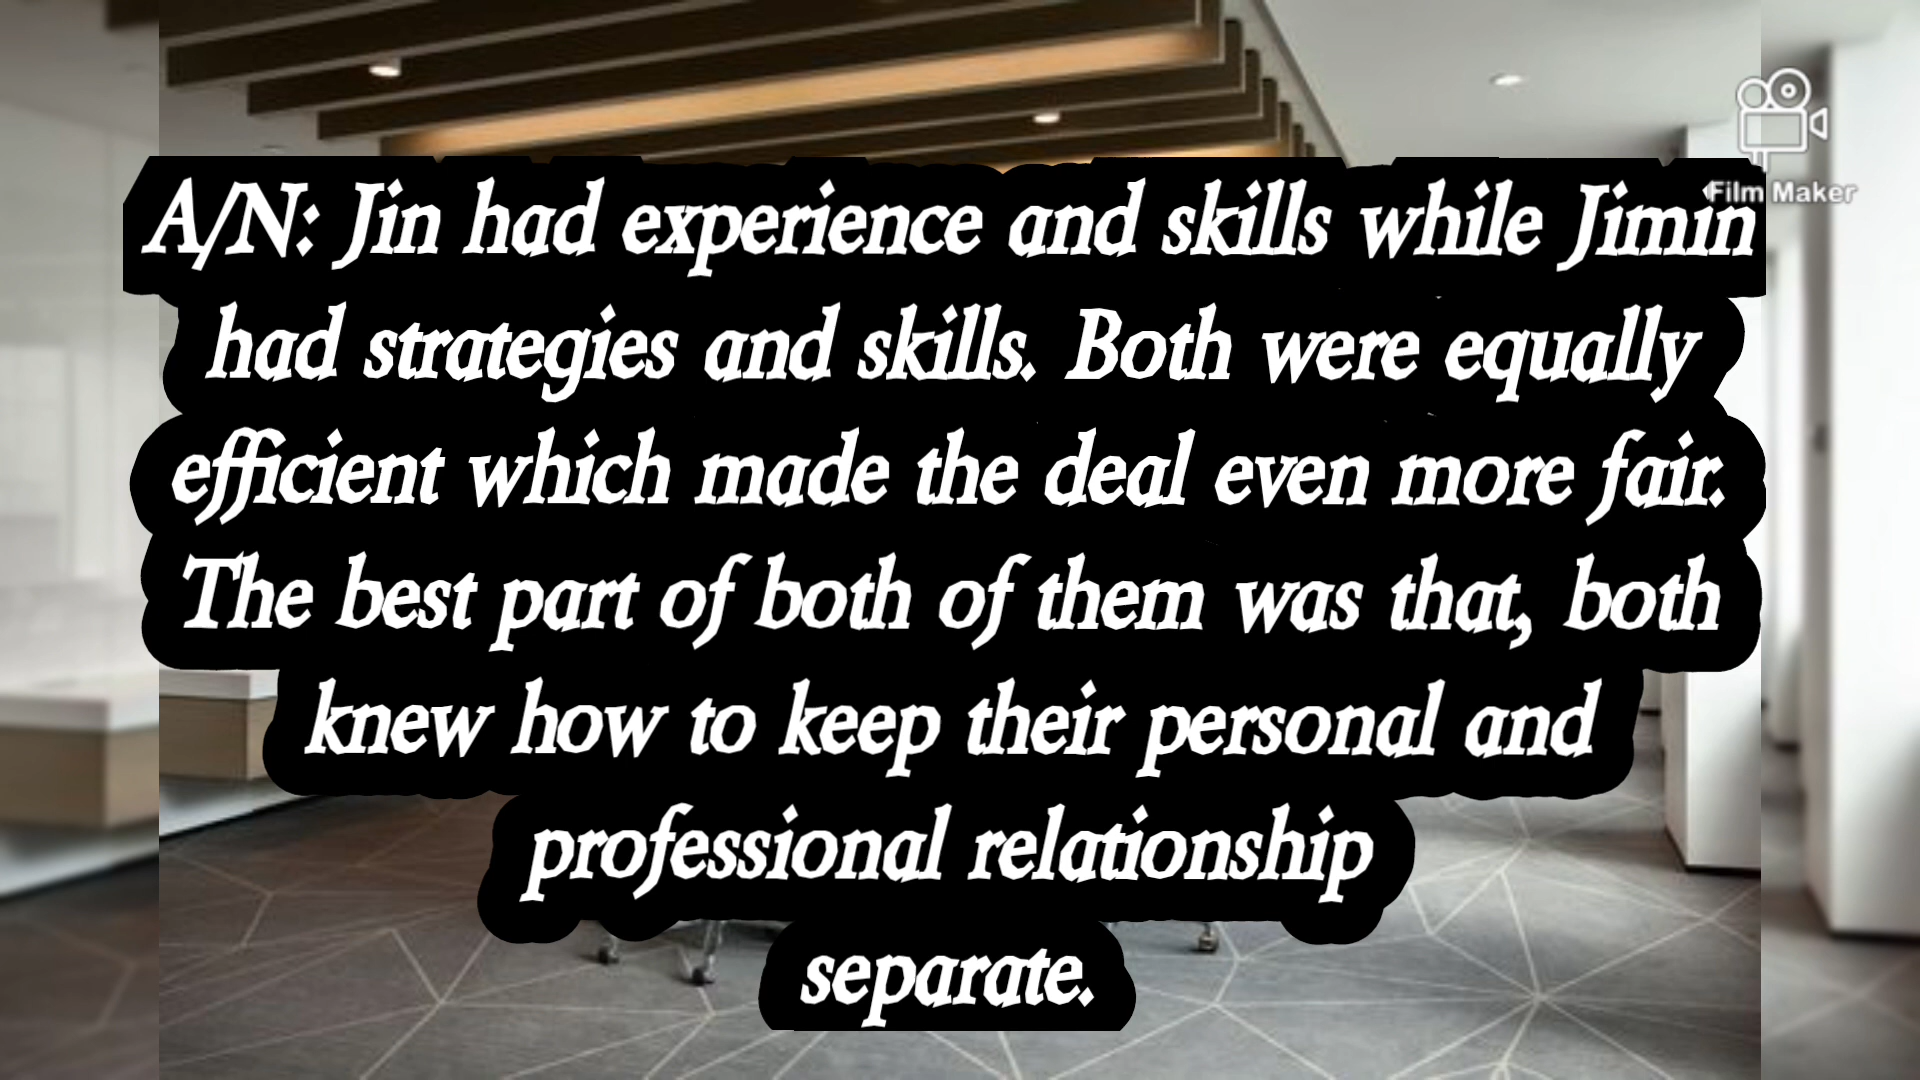 Film Maker
A/N: Jin had experience and skills while Jimin
had strategies and skills. Both were equally
efficient which made the deal even more fair.
The best part of both of them was that, both
knew how to keep their personal and
professional relationship
separate.